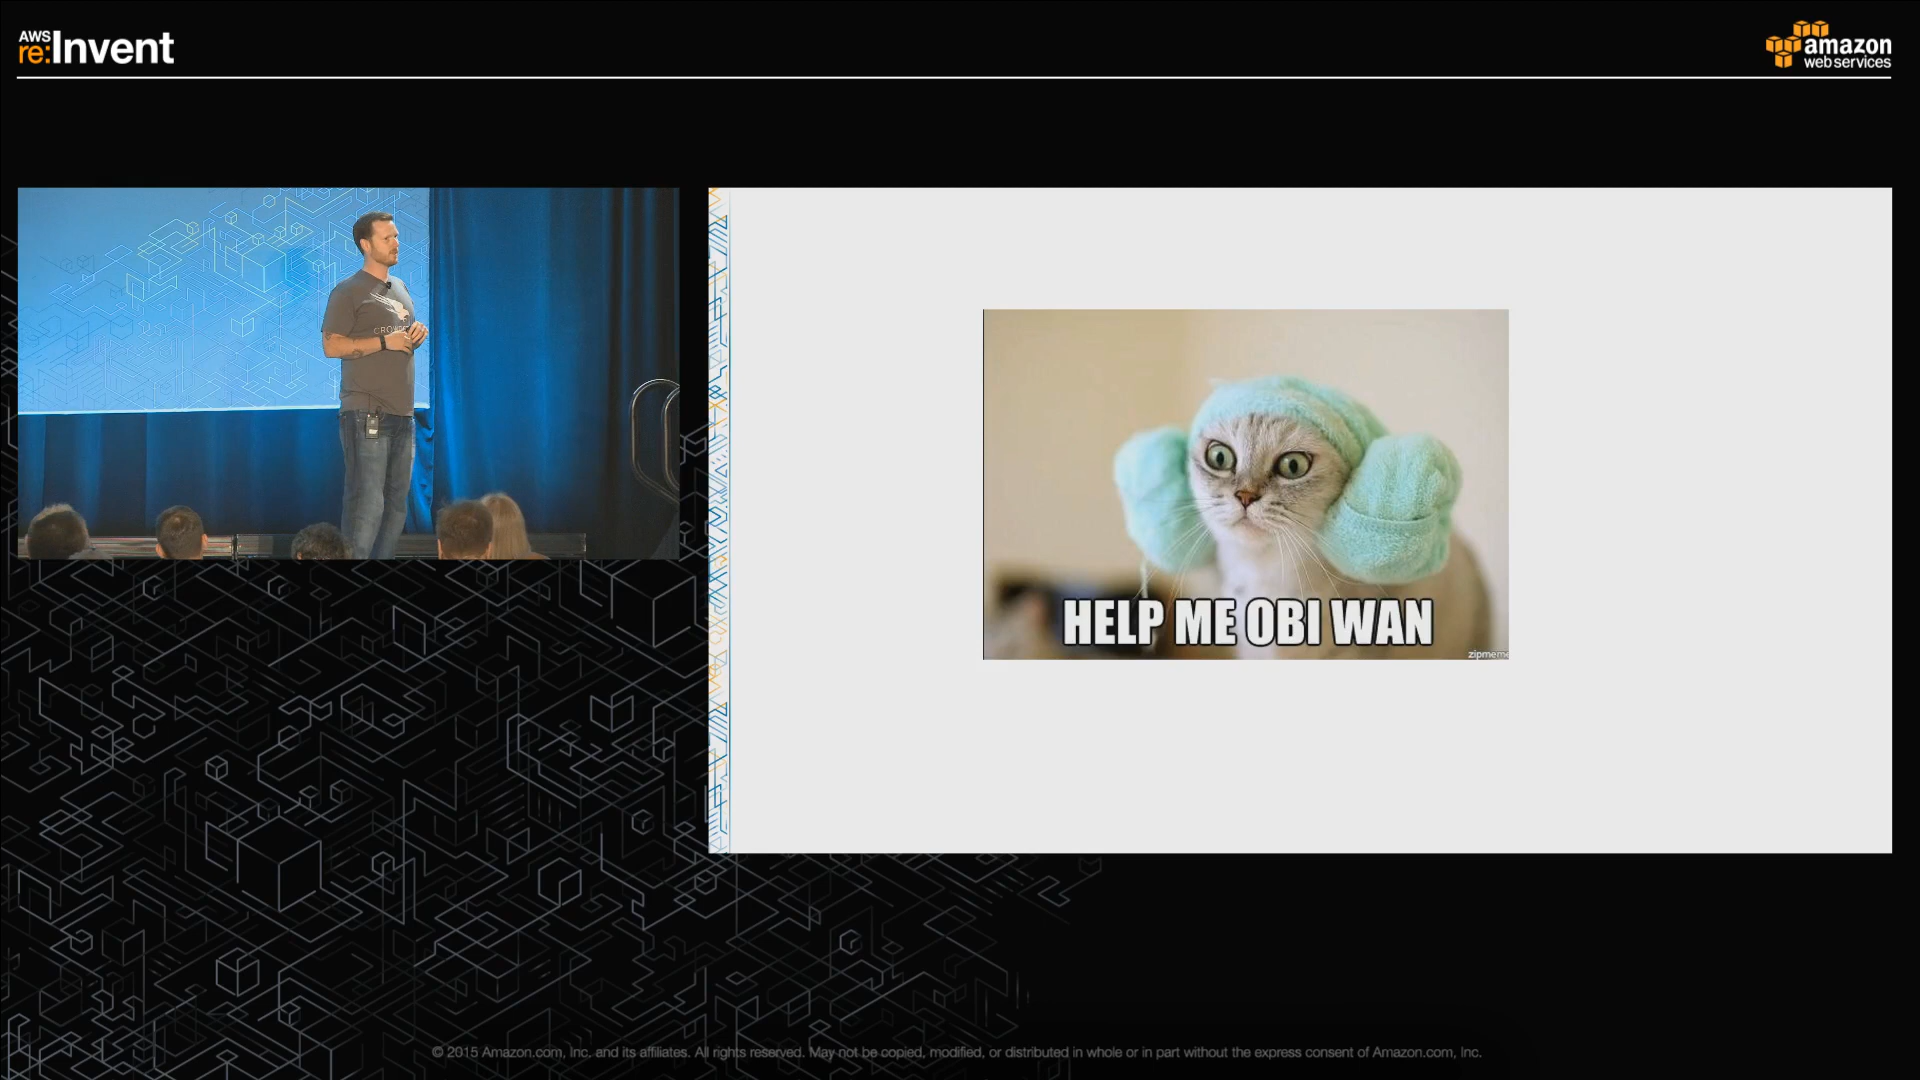 AWS
re:Invent
amazon
web services
HELP ME OBI WAN
© 2015 Amazon.com, Inc. and its affiliates. All rights reserved. May not be copied, modified, or distributed in whole or in part without the express consent of Amazon.com, Inc.